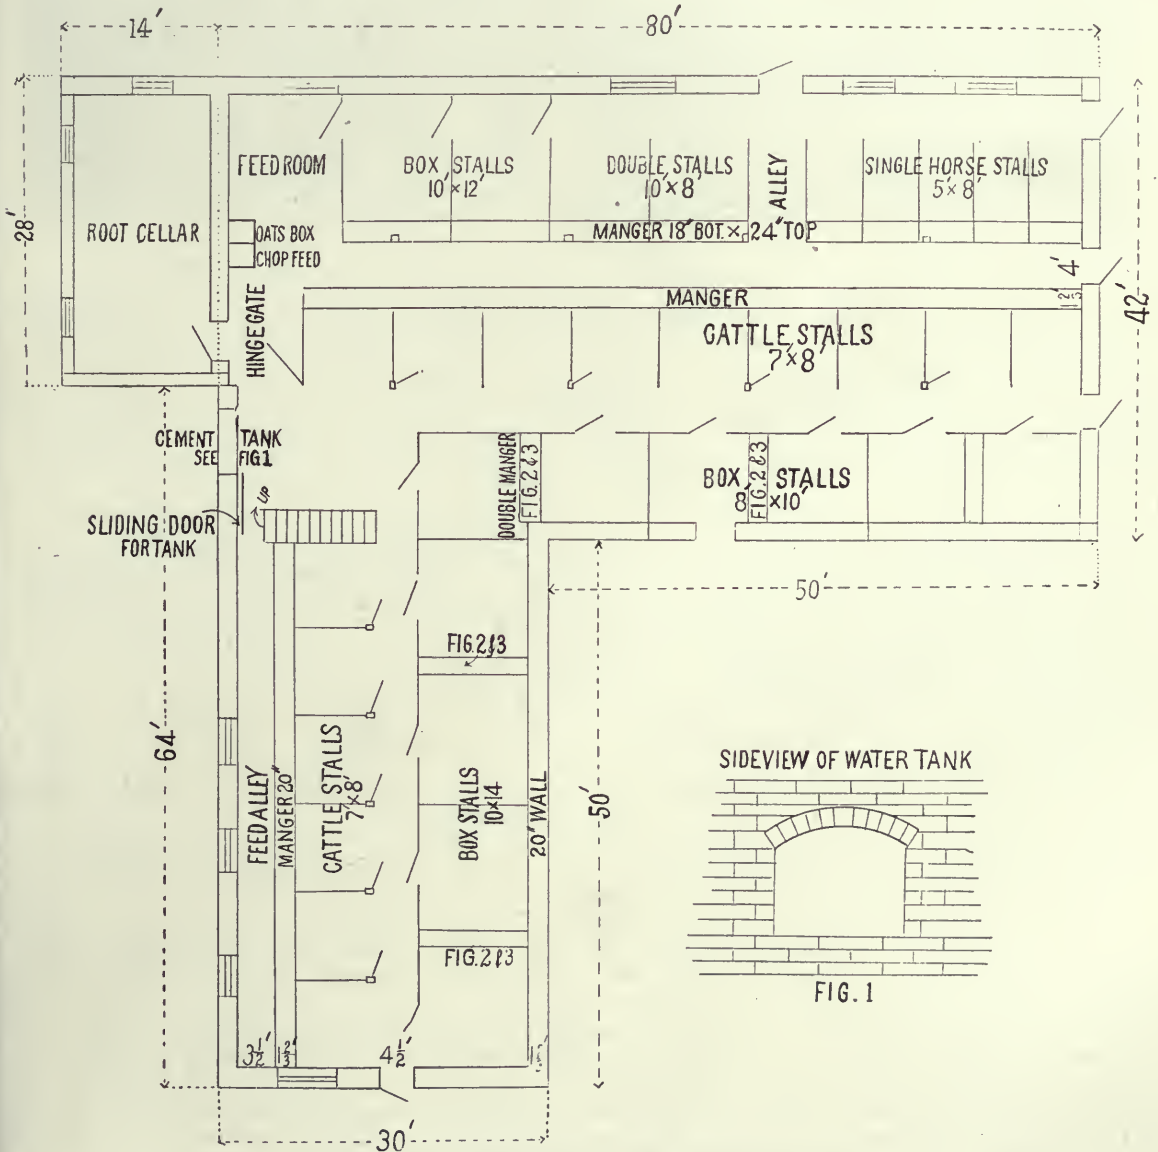 14'
80'
28'
FEED ROOM
BOX STALLS
10'×12'
DOUBLE STALLS
10'×8'
ALLEY
SINGLE HORSE STALLS
5'×8'
ROOT CELLAR
OATS BOX
CHOP FEED
MANGER 18" BOT. × 24" TOP
4'
42'
HINGE GATE
MANGER
CATTLE STALLS
7'×8'
CEMENT TANK
SEE FIG 1
UP
SLIDING DOOR
FOR TANK
DOUBLE MANGER
FIG. 2 & 3
BOX STALLS
8' ×10'
FIG. 2 & 3
50'
FIG. 2 & 3
64'
FEED ALLEY
MANGER 20"
CATTLE STALLS
7'×8'
BOX STALLS
10×14
20" WALL
50'
FIG. 2 & 3
3½'
4½'
30'
SIDEVIEW OF WATER TANK
FIG. 1